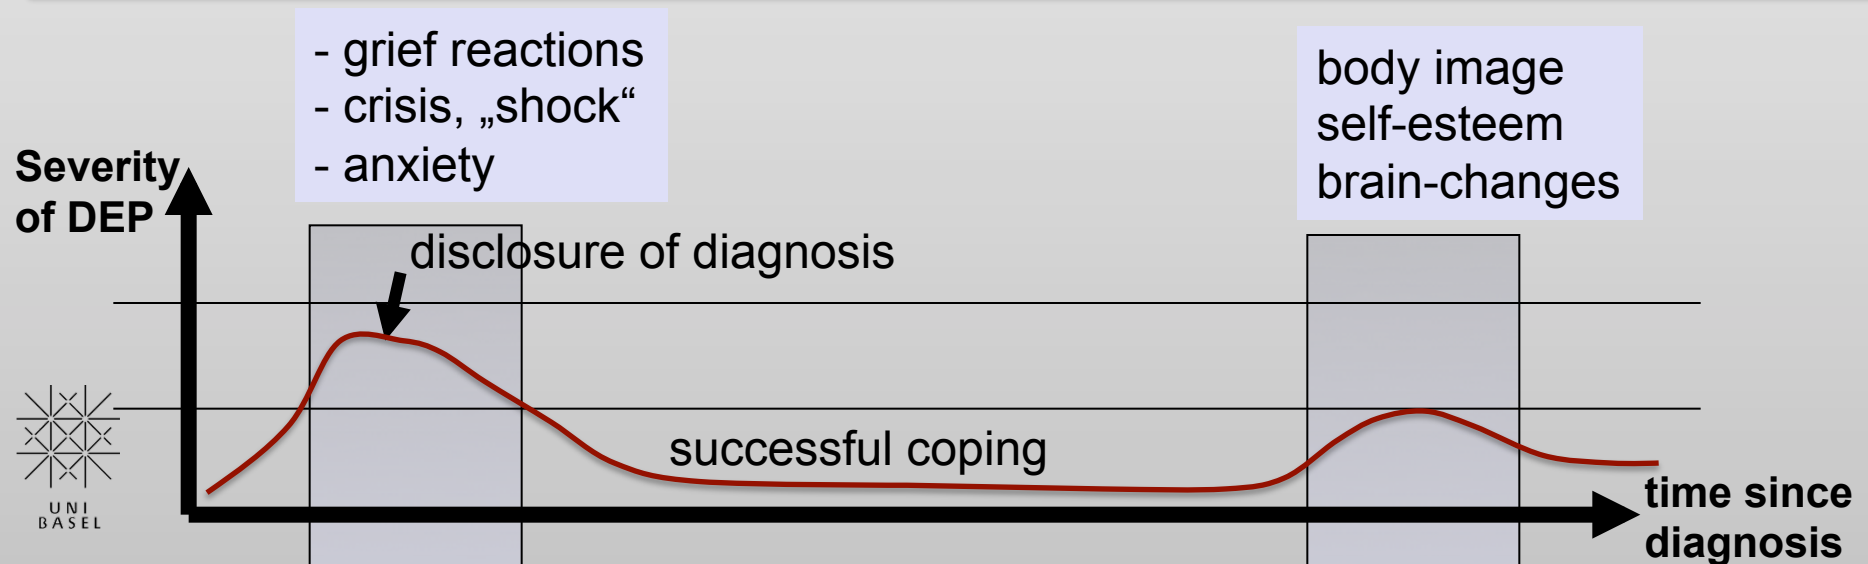 - grief reactions
- crisis, „shock“
- anxiety
body image
self-esteem
brain-changes
Severity
of DEP
disclosure of diagnosis
successful coping
UNI
BASEL
time since
diagnosis